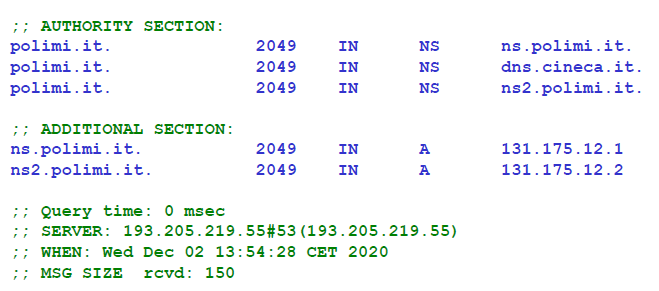 ;; AUTHORITY SECTION:
polimi.it. 2049 IN NS ns.polimi.it.
polimi.it. 2049 IN NS dns.cineca.it.
polimi.it. 2049 IN NS ns2.polimi.it.
;; ADDITIONAL SECTION:
ns.polimi.it. 2049 IN A 131.175.12.1
ns2.polimi.it. 2049 IN A 131.175.12.2
;; Query time: 0 msec
;; SERVER: 193.205.219.55#53(193.205.219.55)
;; WHEN: Wed Dec 02 13:54:28 CET 2020
;; MSG SIZE  rcvd: 150